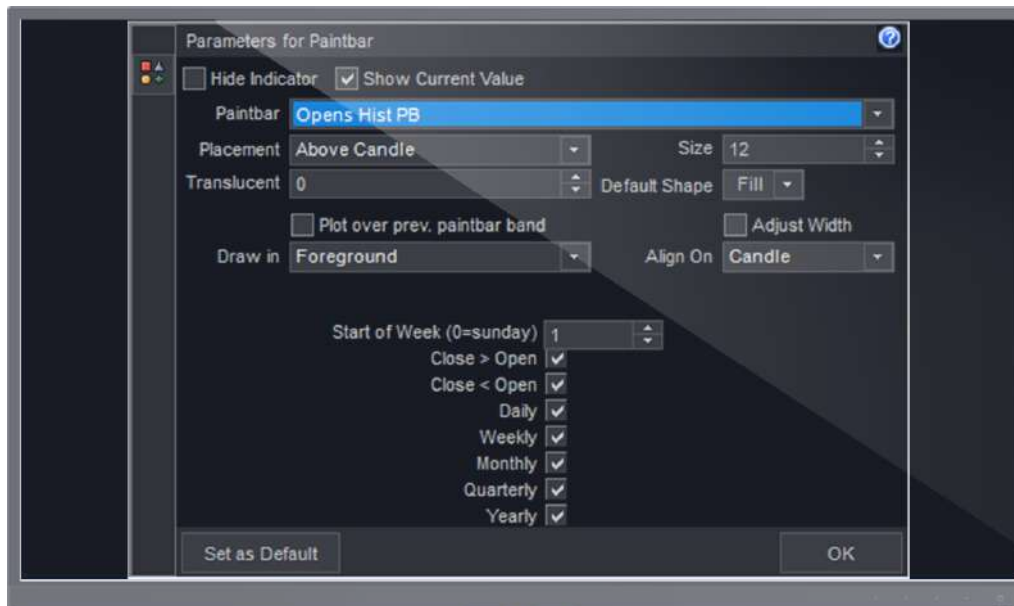 Parameters for Paintbar
Hide Indicator Show Current Value
Paintbar Opens Hist PB
Placement Above Candle Size 12
Translucent 0 Default Shape Fill
Plot over prev. paintbar band Adjust Width
Draw in Foreground Align On Candle
Start of Week (0=sunday) 1
Close > Open
Close < Open
Daily
Weekly
Monthly
Quarterly
Yearly
Set as Default OK